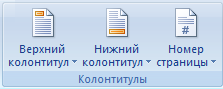 Верхний Нижний Номер
колонтитул колонтитул страницы
#
Колонтитулы